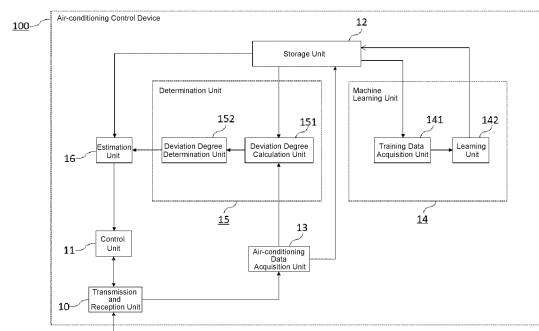 100
Air-conditioning Control Device
12
Storage Unit
Determination Unit
152
151
Deviation Degree
Determination Unit
Deviation Degree
Calculation Unit
15
Machine
Learning Unit
141
142
Training Data
Acquisition Unit
Learning
Unit
14
Estimation
Unit
16
Control
Unit
11
13
Air-conditioning
Data
Acquisition Unit
Transmission
and
Reception Unit
10